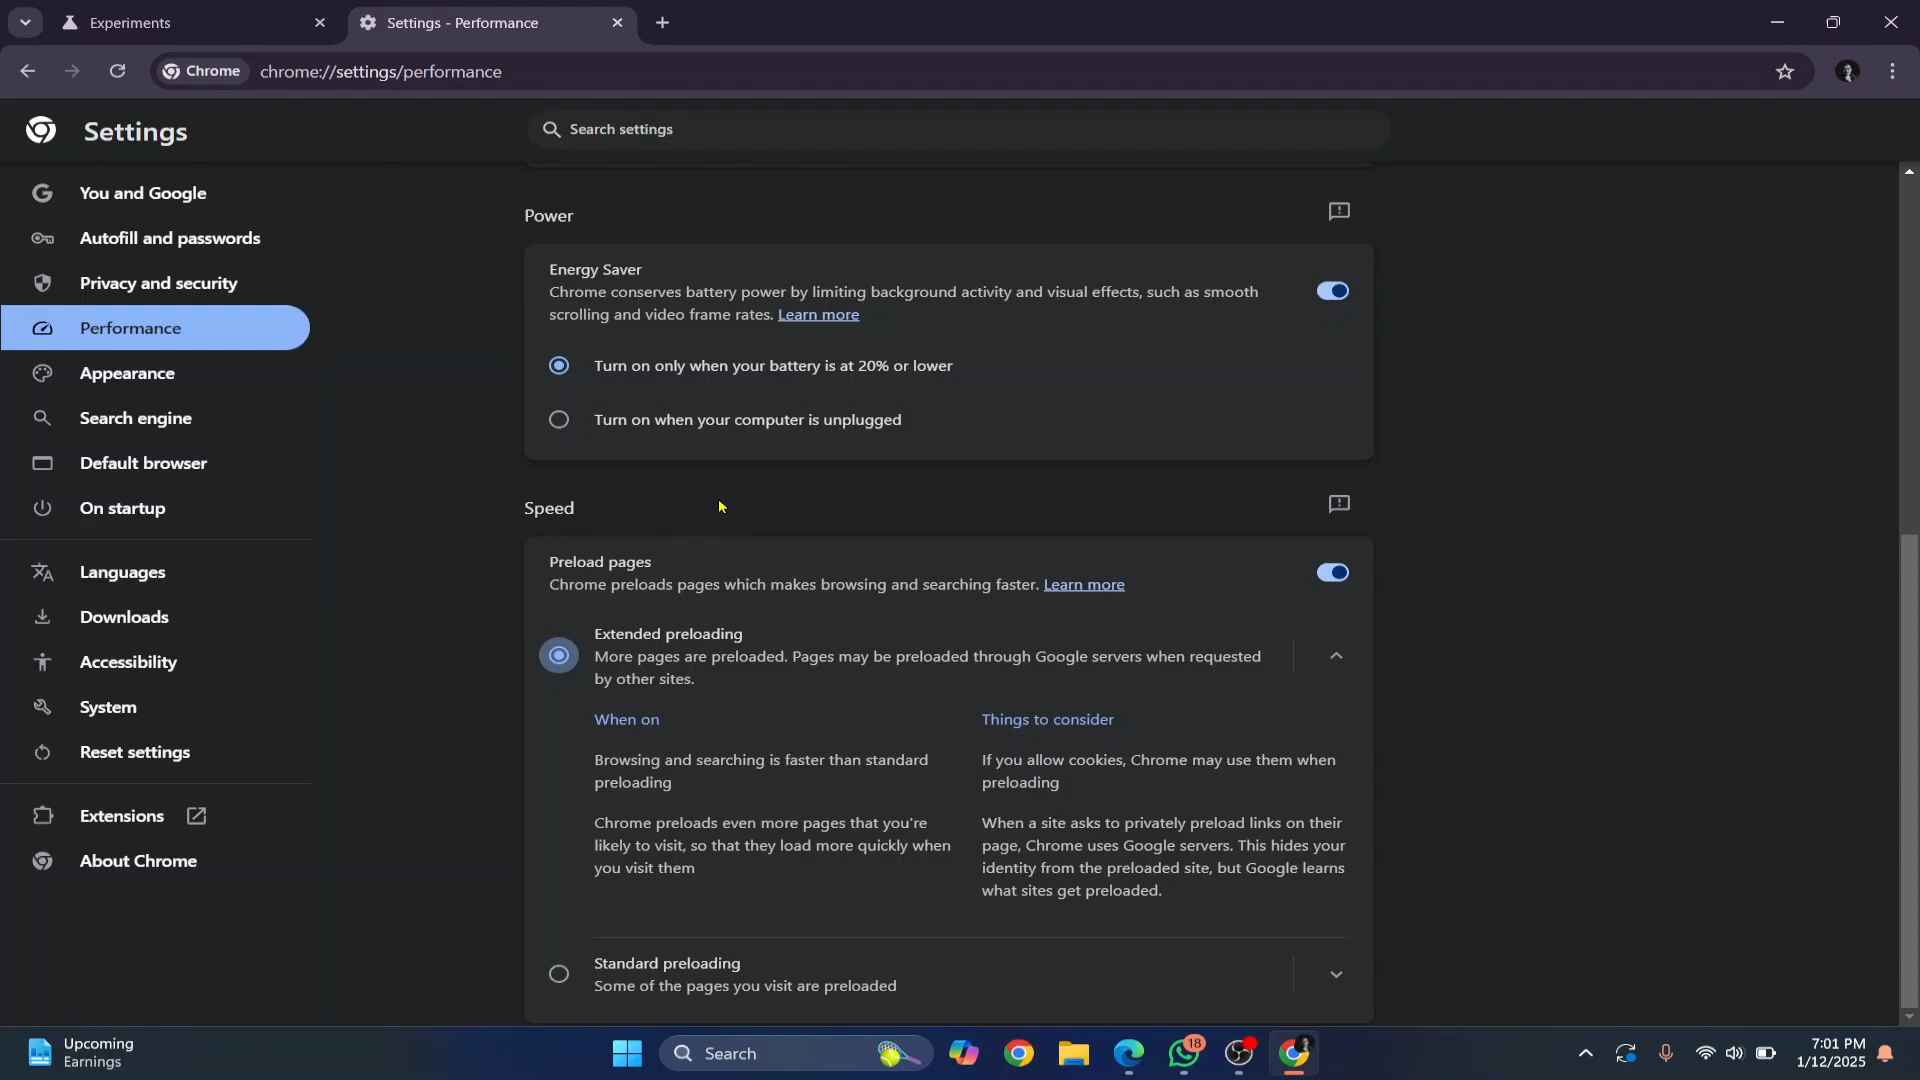 Experiments
Settings - Performance
Chrome
chrome://settings/performance
Settings
Search settings
You and Google
Autofill and passwords
Privacy and security
Performance
Appearance
Search engine
Default browser
On startup
Languages
Downloads
Accessibility
System
Reset settings
Extensions
About Chrome
Power
Energy Saver
Chrome conserves battery power by limiting background activity and visual effects, such as smooth
scrolling and video frame rates. Learn more
Turn on only when your battery is at 20% or lower
Turn on when your computer is unplugged
Speed
Preload pages
Chrome preloads pages which makes browsing and searching faster. Learn more
Extended preloading
More pages are preloaded. Pages may be preloaded through Google servers when requested
by other sites.
When on
Browsing and searching is faster than standard
preloading
Chrome preloads even more pages that you're
likely to visit, so that they load more quickly when
you visit them
Things to consider
If you allow cookies, Chrome may use them when
preloading
When a site asks to privately preload links on their
page, Chrome uses Google servers. This hides your
identity from the preloaded site, but Google learns
what sites get preloaded.
Standard preloading
Some of the pages you visit are preloaded
Upcoming
Earnings
Search
18
7:01 PM
1/12/2025